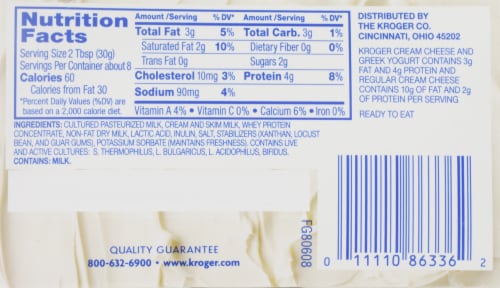 Nutrition Facts
Serving Size 2 Tbsp (30g)
Servings Per Container about 8
Calories 60
Calories from Fat 30
*Percent Daily Values (%DV) are
based on a 2,000 calorie diet.
Amount /Serving % DV* Amount /Serving % DV*
Total Fat 3g 5% Total Carb. 3g 1%
Saturated Fat 2g 10% Dietary Fiber 0g 0%
Trans Fat 0g Sugars 2g
Cholesterol 10mg 3% Protein 4g 8%
Sodium 90mg 4%
Vitamin A 4% • Vitamin C 0% • Calcium 6% • Iron 0%
INGREDIENTS: CULTURED PASTEURIZED MILK, CREAM AND SKIM MILK, WHEY PROTEIN
CONCENTRATE, NON-FAT DRY MILK, LACTIC ACID, INULIN, SALT, STABILIZERS (XANTHAN, LOCUST
BEAN, AND GUAR GUMS), POTASSIUM SORBATE (MAINTAINS FRESHNESS). CONTAINS LIVE
AND ACTIVE CULTURES: S. THERMOPHILUS, L. BULGARICUS, L. ACIDOPHILUS, BIFIDUS.
CONTAINS: MILK.
DISTRIBUTED BY
THE KROGER CO.
CINCINNATI, OHIO 45202
KROGER CREAM CHEESE AND
GREEK YOGURT CONTAINS 3g
FAT AND 4g PROTEIN AND
REGULAR CREAM CHEESE
CONTAINS 10g OF FAT AND 2g
OF PROTEIN PER SERVING
READY TO EAT
QUALITY GUARANTEE
800-632-6900 • www.kroger.com
FG80608
0 11110 86336 2